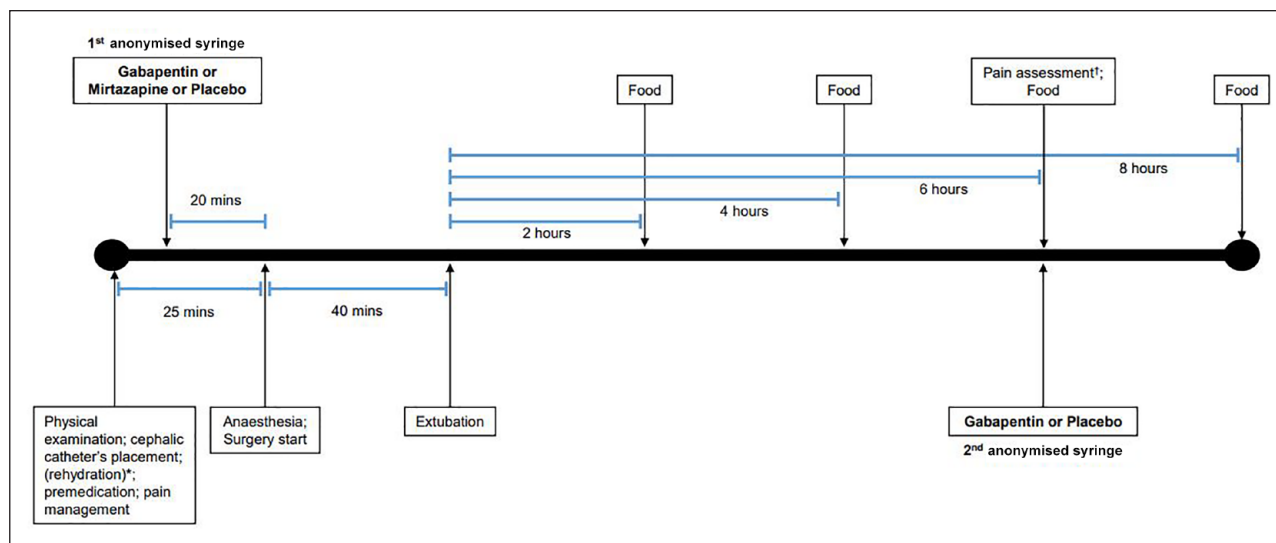 1st anonymised syringe
Gabapentin or
Mirtazapine or Placebo
Food
Food
Pain assessment†;
Food
Food
8 hours
6 hours
20 mins
4 hours
2 hours
25 mins
40 mins
Physical
examination; cephalic
catheter's placement;
(rehydration)*;
premedication; pain
management
Anaesthesia;
Surgery start
Extubation
Gabapentin or Placebo
2nd anonymised syringe